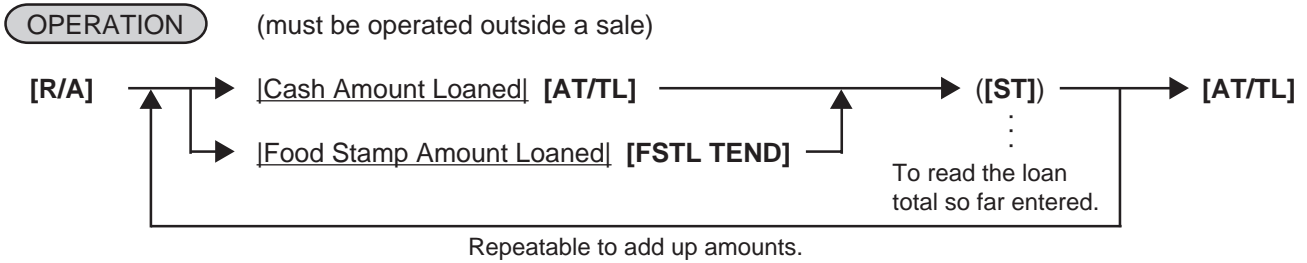 OPERATION (must be operated outside a sale)
[R/A] |Cash Amount Loaned| [AT/TL] ([ST]) [AT/TL]
|Food Stamp Amount Loaned| [FSTL TEND]
To read the loan
total so far entered.
Repeatable to add up amounts.